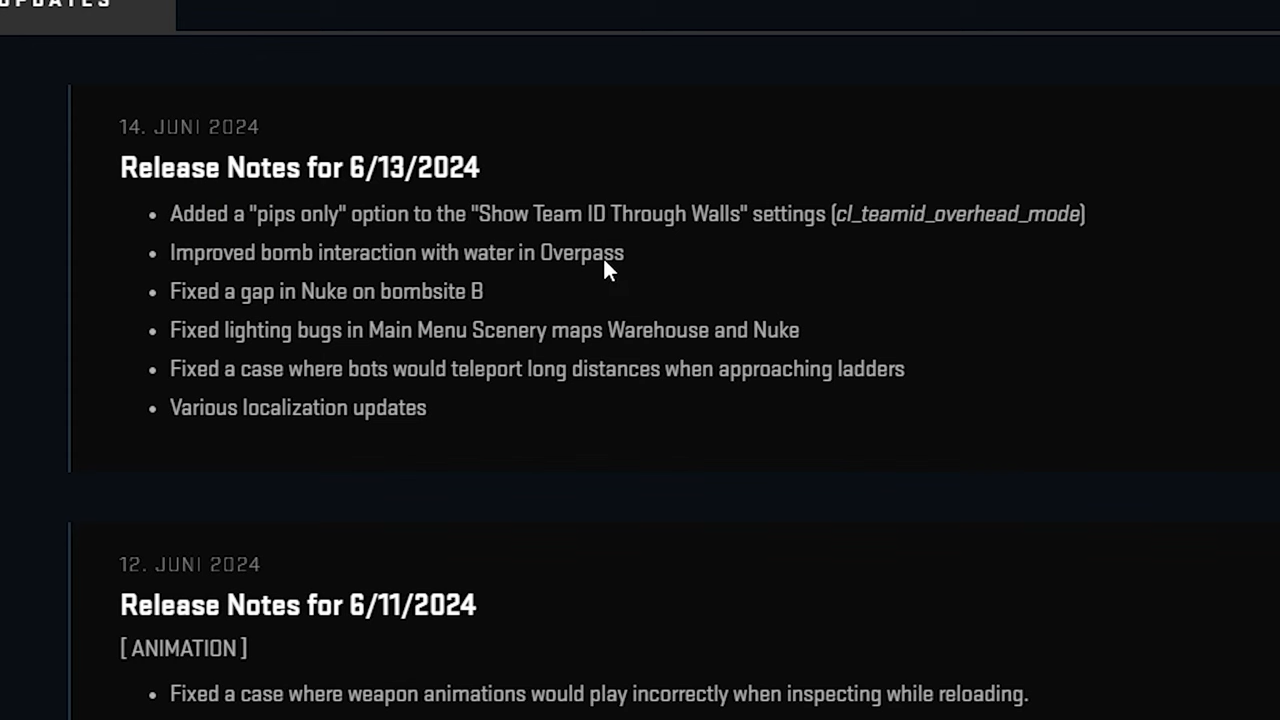 UPDATES
14. JUNI 2024
Release Notes for 6/13/2024
• Added a "pips only" option to the "Show Team ID Through Walls" settings (cl_teamid_overhead_mode)
• Improved bomb interaction with water in Overpass
• Fixed a gap in Nuke on bombsite B
• Fixed lighting bugs in Main Menu Scenery maps Warehouse and Nuke
• Fixed a case where bots would teleport long distances when approaching ladders
• Various localization updates
12. JUNI 2024
Release Notes for 6/11/2024
[ ANIMATION ]
• Fixed a case where weapon animations would play incorrectly when inspecting while reloading.